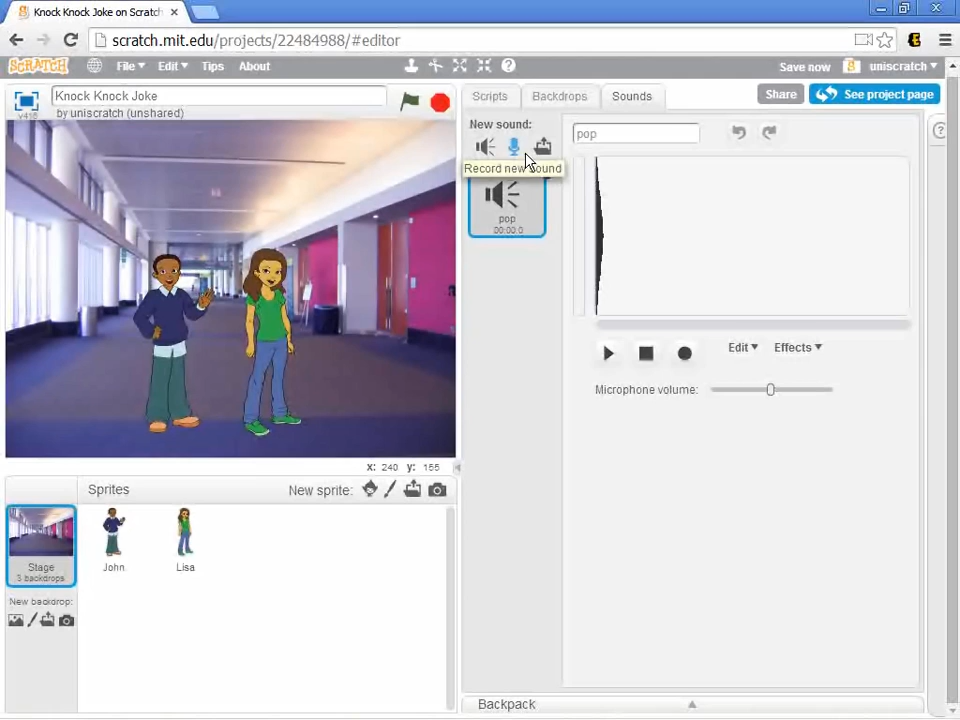 Knock Knock Joke on Scratch
scratch.mit.edu/projects/22484988/#editor
SCRATCH File Edit Tips About Save now uniscratch
Knock Knock Joke
by uniscratch (unshared)
v418
Scripts Backdrops Sounds Share See project page
New sound:
pop
Record new sound
pop
00:00.0
Edit Effects
Microphone volume:
x: 240 y: 155
Sprites New sprite:
Stage
3 backdrops
John
Lisa
New backdrop:
Backpack